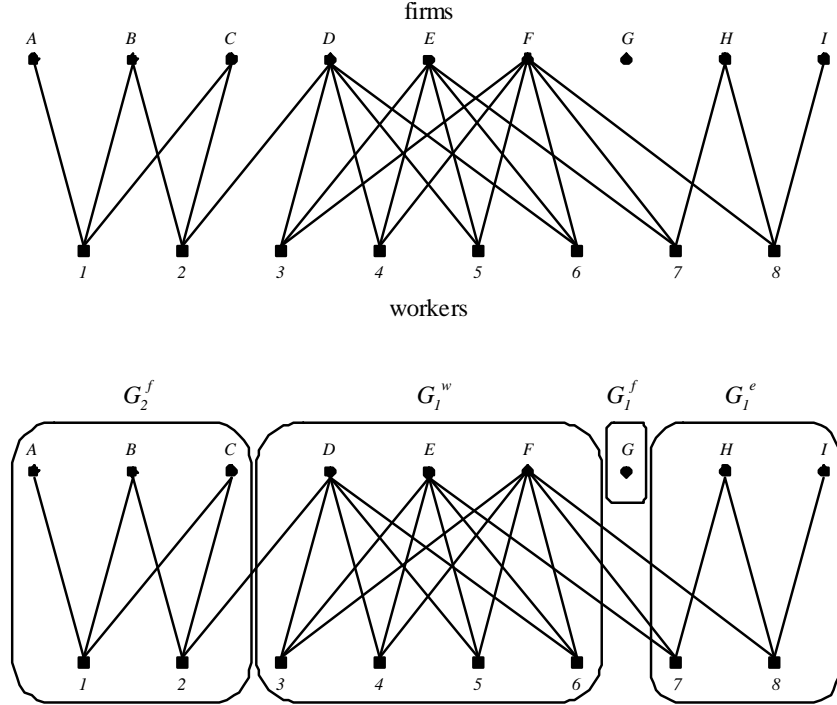 firms
A B C D E F G H I
1 2 3 4 5 6 7 8
workers
G₂ᶠ G₁ʷ G₁ᶠ G₁ᵉ
A B C D E F G H I
1 2 3 4 5 6 7 8